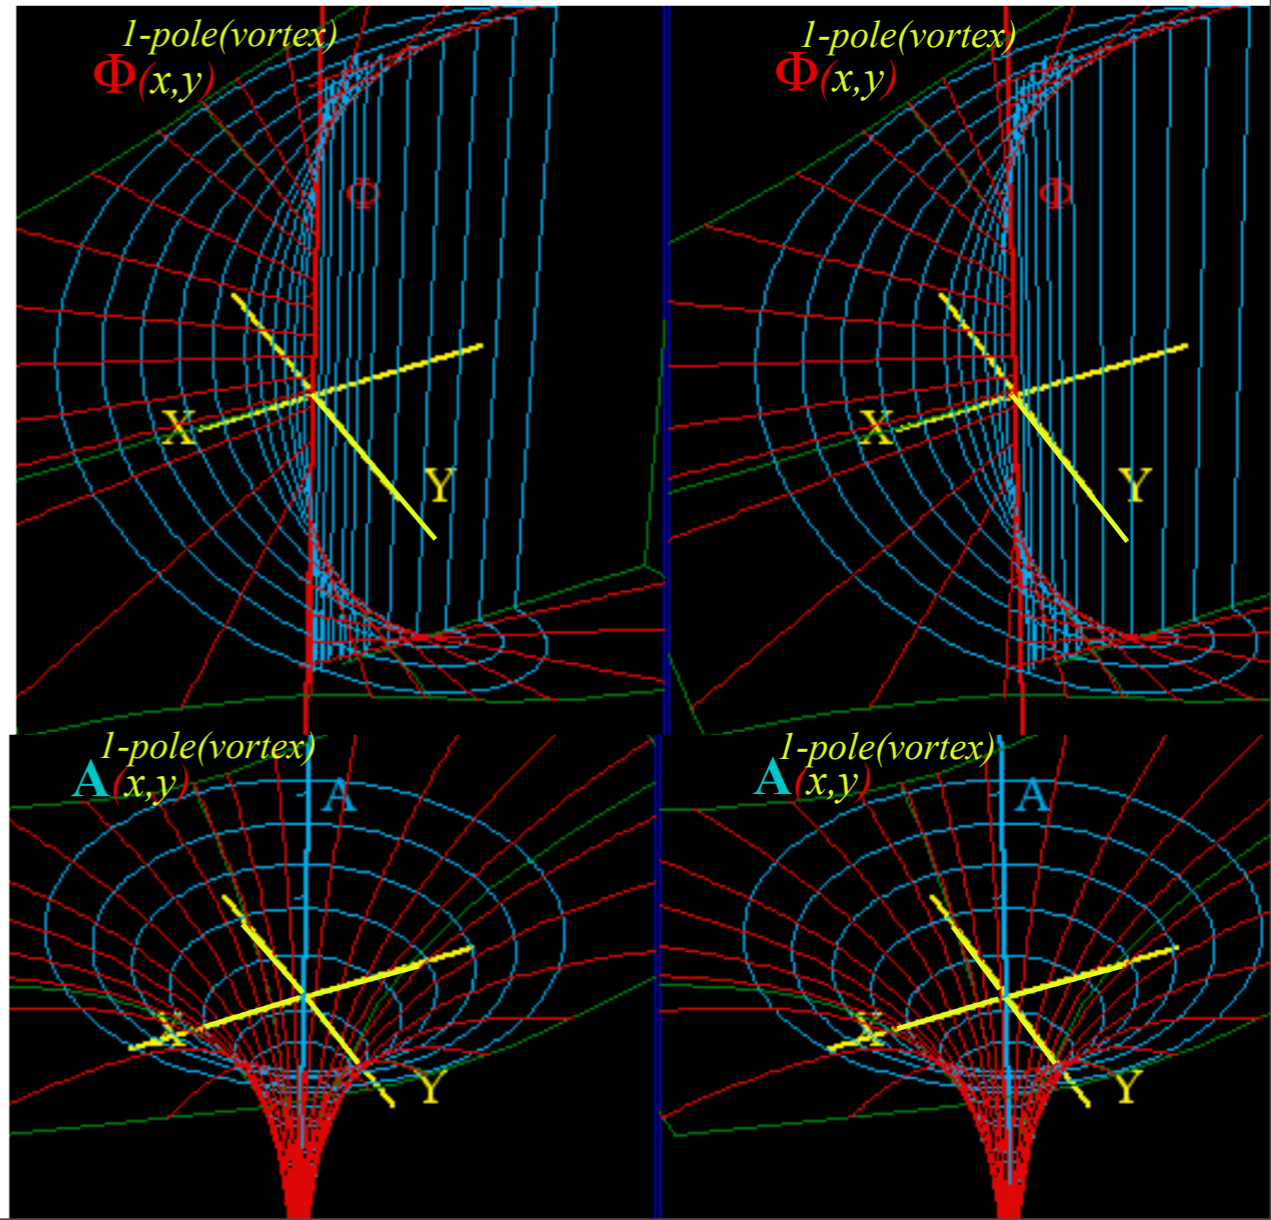 1-pole(vortex)
Φ(x,y)
Φ
X
Y
1-pole(vortex)
Φ(x,y)
Φ
X
Y
1-pole(vortex)
A(x,y)
A
X
Y
1-pole(vortex)
A(x,y)
A
X
Y